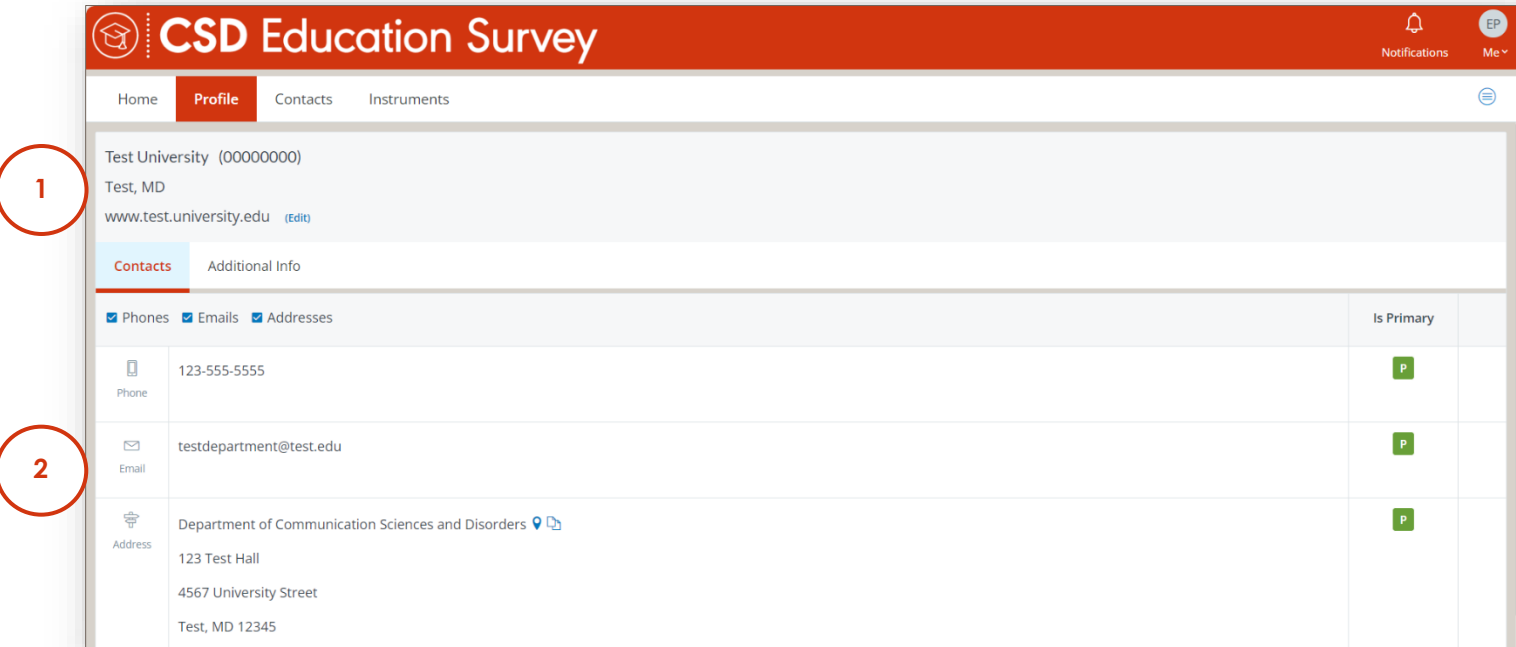 CSD Education Survey
Notifications
EP
Me
Home Profile Contacts Instruments
1
Test University (00000000)
Test, MD
www.test.university.edu (Edit)
Contacts Additional Info
Phones Emails Addresses Is Primary
Phone 123-555-5555 P
2
Email testdepartment@test.edu P
Address Department of Communication Sciences and Disorders P
123 Test Hall
4567 University Street
Test, MD 12345